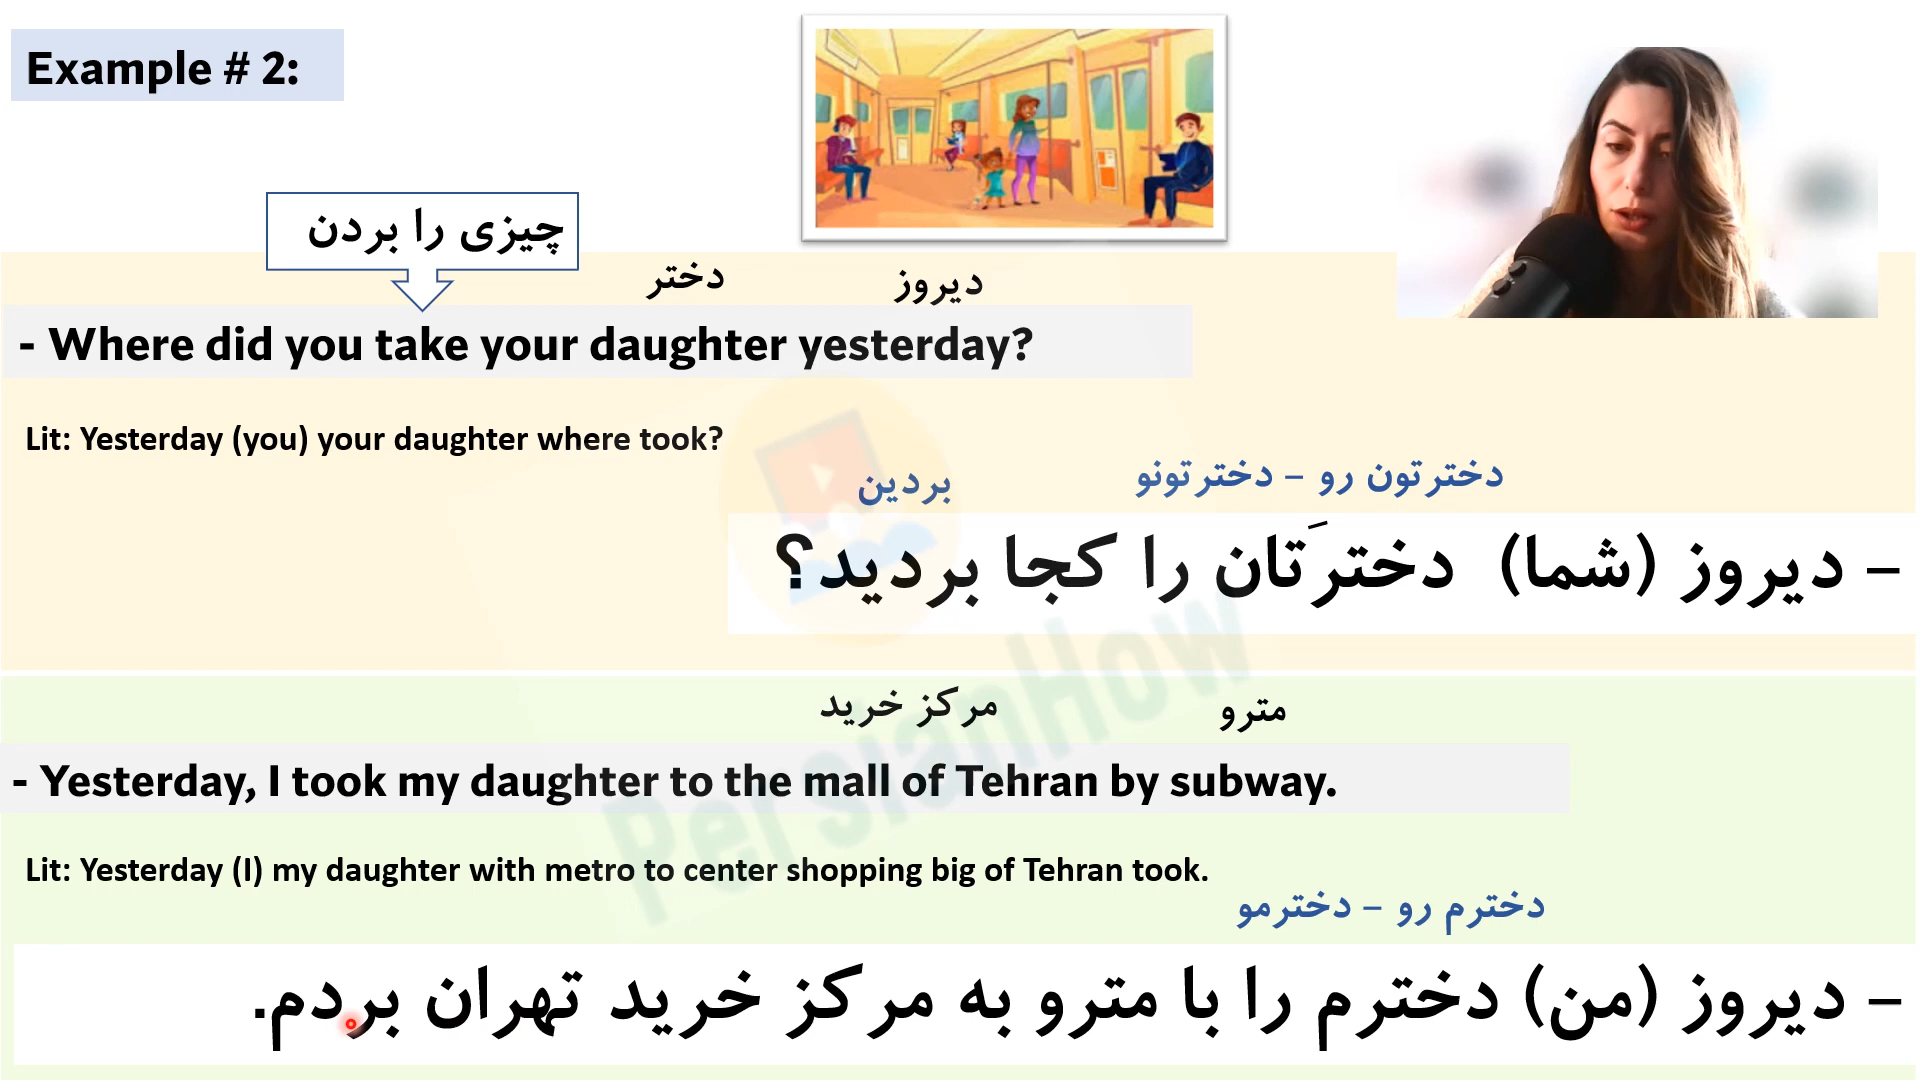 Example # 2:
چیزی را بردن
دختر
دیروز
- Where did you take your daughter yesterday?
Lit: Yesterday (you) your daughter where took?
دخترتون رو – دخترتونو
بردین
– دیروز (شما) دخترَتان را کجا بردید؟
مرکز خرید
مترو
- Yesterday, I took my daughter to the mall of Tehran by subway.
Lit: Yesterday (I) my daughter with metro to center shopping big of Tehran took.
دخترم رو – دخترمو
– دیروز (من) دخترم را با مترو به مرکز خرید تهران بردم.
PersianHow